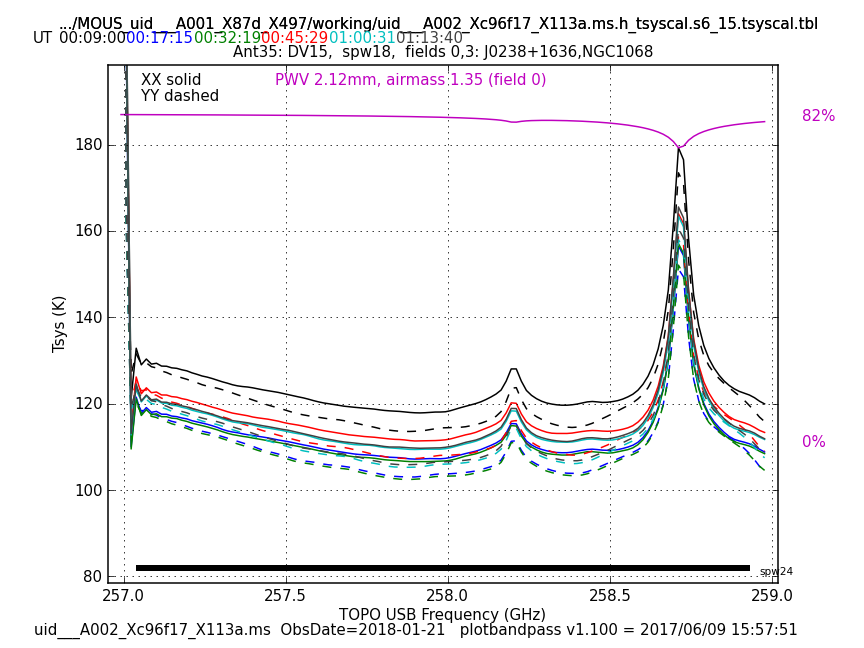 ../MOUS_uid___A001_X87d_X497/working/uid___A002_Xc96f17_X113a.ms.h_tsyscal.s6_15.tsyscal.tbl
UT 00:09:00 00:17:15 00:32:19 00:45:29 01:00:31 01:13:40
Ant35: DV15, spw18, fields 0,3: J0238+1636,NGC1068
XX solid PWV 2.12mm, airmass 1.35 (field 0)
YY dashed
82%
180
160
140
120
100
80
Tsys (K)
0%
spw24
257.0 257.5 258.0 258.5 259.0
TOPO USB Frequency (GHz)
uid___A002_Xc96f17_X113a.ms ObsDate=2018-01-21 plotbandpass v1.100 = 2017/06/09 15:57:51